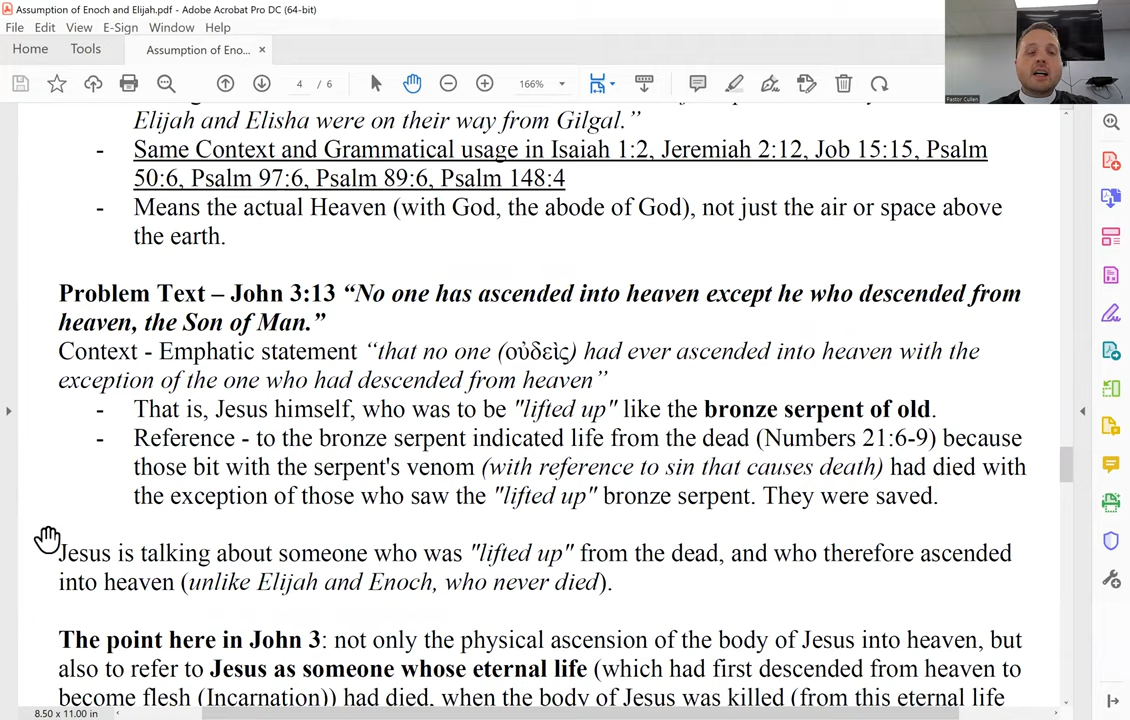 Assumption of Enoch and Elijah.pdf - Adobe Acrobat Pro DC (64-bit)
File Edit View E-Sign Window Help
Home Tools Assumption of Eno... ×
4 / 6 166%
Pastor Cullen
Elijah and Elisha were on their way from Gilgal.”
- Same Context and Grammatical usage in Isaiah 1:2, Jeremiah 2:12, Job 15:15, Psalm
50:6, Psalm 97:6, Psalm 89:6, Psalm 148:4
- Means the actual Heaven (with God, the abode of God), not just the air or space above
the earth.
Problem Text – John 3:13 “No one has ascended into heaven except he who descended from
heaven, the Son of Man.”
Context - Emphatic statement “that no one (οὐδεὶς) had ever ascended into heaven with the
exception of the one who had descended from heaven”
- That is, Jesus himself, who was to be "lifted up" like the bronze serpent of old.
- Reference - to the bronze serpent indicated life from the dead (Numbers 21:6-9) because
those bit with the serpent's venom (with reference to sin that causes death) had died with
the exception of those who saw the "lifted up" bronze serpent. They were saved.
Jesus is talking about someone who was "lifted up" from the dead, and who therefore ascended
into heaven (unlike Elijah and Enoch, who never died).
The point here in John 3: not only the physical ascension of the body of Jesus into heaven, but
also to refer to Jesus as someone whose eternal life (which had first descended from heaven to
become flesh (Incarnation)) had died, when the body of Jesus was killed (from this eternal life
8.50 x 11.00 in